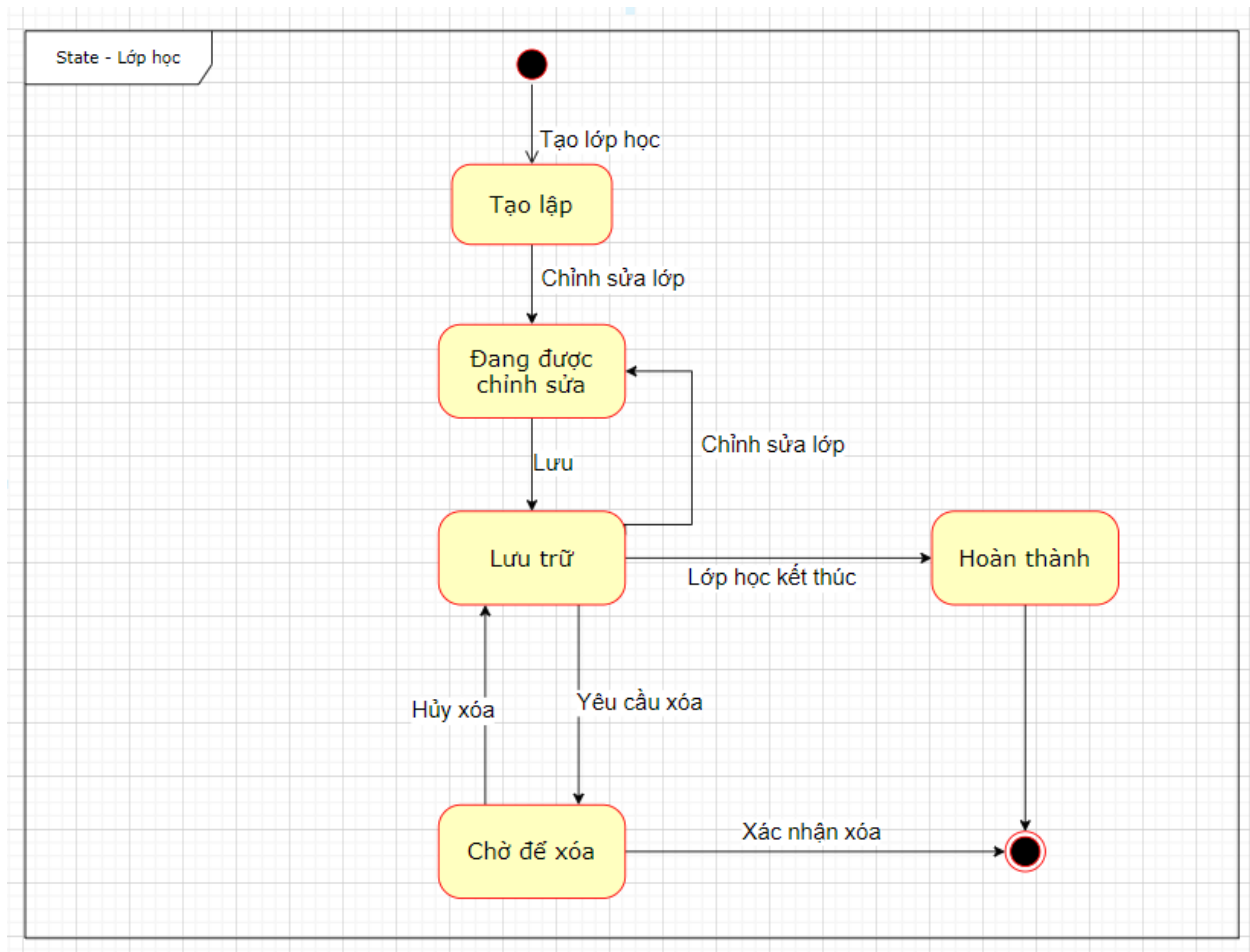 State - Lớp học
Tạo lớp học
Tạo lập
Chỉnh sửa lớp
Đang được
chỉnh sửa
Chỉnh sửa lớp
Lưu
Lưu trữ
Hoàn thành
Lớp học kết thúc
Hủy xóa
Yêu cầu xóa
Chờ để xóa
Xác nhận xóa